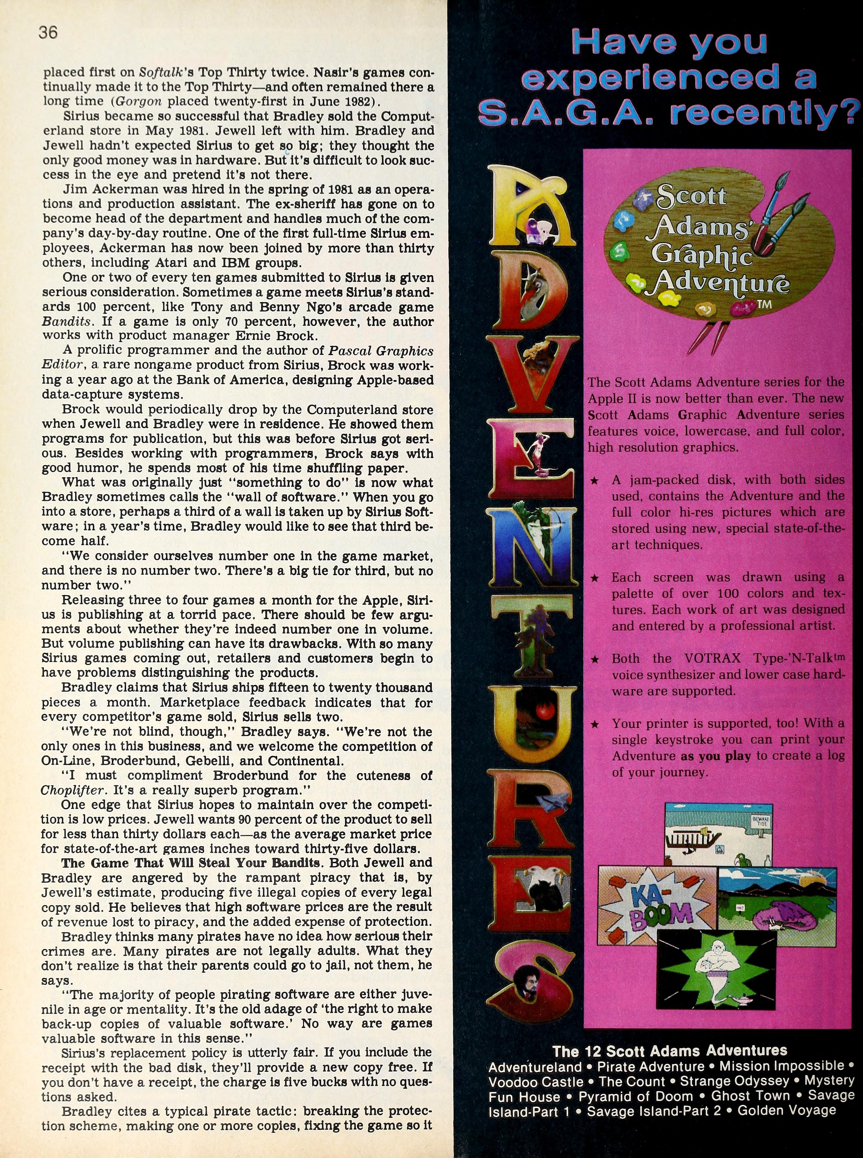 36
placed first on Softalk's Top Thirty twice. Nasir's games con-
tinually made it to the Top Thirty—and often remained there a
long time (Gorgon placed twenty-first in June 1982).
Sirius became so successful that Bradley sold the Comput-
erland store in May 1981. Jewell left with him. Bradley and
Jewell hadn't expected Sirius to get so big; they thought the
only good money was in hardware. But it's difficult to look suc-
cess in the eye and pretend it's not there.
Jim Ackerman was hired in the spring of 1981 as an opera-
tions and production assistant. The ex-sheriff has gone on to
become head of the department and handles much of the com-
pany's day-by-day routine. One of the first full-time Sirius em-
ployees, Ackerman has now been joined by more than thirty
others, including Atari and IBM groups.
One or two of every ten games submitted to Sirius is given
serious consideration. Sometimes a game meets Sirius's stand-
ards 100 percent, like Tony and Benny Ngo's arcade game
Bandits. If a game is only 70 percent, however, the author
works with product manager Ernie Brock.
A prolific programmer and the author of Pascal Graphics
Editor, a rare nongame product from Sirius, Brock was work-
ing a year ago at the Bank of America, designing Apple-based
data-capture systems.
Brock would periodically drop by the Computerland store
when Jewell and Bradley were in residence. He showed them
programs for publication, but this was before Sirius got seri-
ous. Besides working with programmers, Brock says with
good humor, he spends most of his time shuffling paper.
What was originally just "something to do" is now what
Bradley sometimes calls the "wall of software." When you go
into a store, perhaps a third of a wall is taken up by Sirius Soft-
ware; in a year's time, Bradley would like to see that third be-
come half.
"We consider ourselves number one in the game market,
and there is no number two. There's a big tie for third, but no
number two."
Releasing three to four games a month for the Apple, Siri-
us is publishing at a torrid pace. There should be few argu-
ments about whether they're indeed number one in volume.
But volume publishing can have its drawbacks. With so many
Sirius games coming out, retailers and customers begin to
have problems distinguishing the products.
Bradley claims that Sirius ships fifteen to twenty thousand
pieces a month. Marketplace feedback indicates that for
every competitor's game sold, Sirius sells two.
"We're not blind, though," Bradley says. "We're not the
only ones in this business, and we welcome the competition of
On-Line, Broderbund, Gebelli, and Continental.
"I must compliment Broderbund for the cuteness of
Choplifter. It's a really superb program."
One edge that Sirius hopes to maintain over the competi-
tion is low prices. Jewell wants 90 percent of the product to sell
for less than thirty dollars each—as the average market price
for state-of-the-art games inches toward thirty-five dollars.
The Game That Will Steal Your Bandits. Both Jewell and
Bradley are angered by the rampant piracy that is, by
Jewell's estimate, producing five illegal copies of every legal
copy sold. He believes that high software prices are the result
of revenue lost to piracy, and the added expense of protection.
Bradley thinks many pirates have no idea how serious their
crimes are. Many pirates are not legally adults. What they
don't realize is that their parents could go to jail, not them, he
says.
"The majority of people pirating software are either juve-
nile in age or mentality. It's the old adage of 'the right to make
back-up copies of valuable software.' No way are games
valuable software in this sense."
Sirius's replacement policy is utterly fair. If you include the
receipt with the bad disk, they'll provide a new copy free. If
you don't have a receipt, the charge is five bucks with no ques-
tions asked.
Bradley cites a typical pirate tactic: breaking the protec-
tion scheme, making one or more copies, fixing the game so it
Have you
experienced a
S.A.G.A. recently?
ADVENTURES
Scott
Adams'
Graphic
Adventure
TM
The Scott Adams Adventure series for the
Apple II is now better than ever. The new
Scott Adams Graphic Adventure series
features voice, lowercase, and full color,
high resolution graphics.
★ A jam-packed disk, with both sides
used, contains the Adventure and the
full color hi-res pictures which are
stored using new, special state-of-the-
art techniques.
★ Each screen was drawn using a
palette of over 100 colors and tex-
tures. Each work of art was designed
and entered by a professional artist.
★ Both the VOTRAX Type-'N-Talk™
voice synthesizer and lower case hard-
ware are supported.
★ Your printer is supported, too! With a
single keystroke you can print your
Adventure as you play to create a log
of your journey.
BEWARE
TIDE
KA-
BOOM
The 12 Scott Adams Adventures
Adventureland • Pirate Adventure • Mission Impossible •
Voodoo Castle • The Count • Strange Odyssey • Mystery
Fun House • Pyramid of Doom • Ghost Town • Savage
Island-Part 1 • Savage Island-Part 2 • Golden Voyage